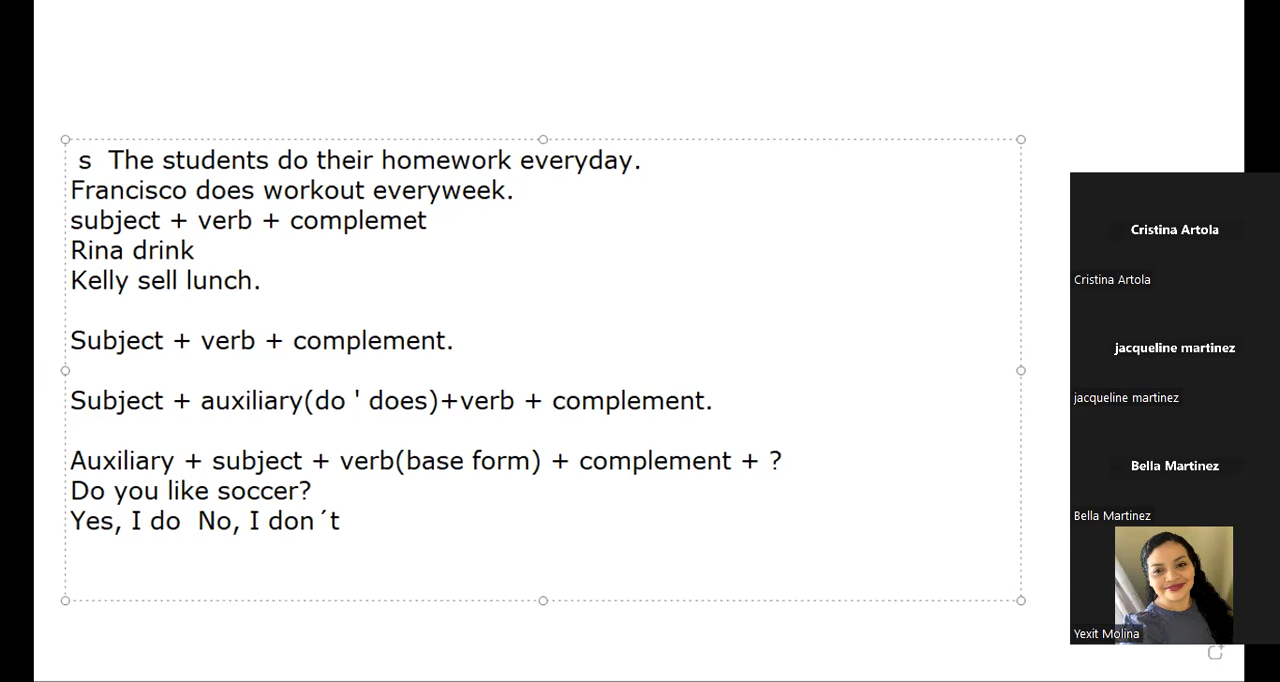 s  The students do their homework everyday.
Francisco does workout everyweek.
subject + verb + complemet
Rina drink
Kelly sell lunch.
Subject + verb + complement.
Subject + auxiliary(do ' does)+verb + complement.
Auxiliary + subject + verb(base form) + complement + ?
Do you like soccer?
Yes, I do  No, I don´t
Cristina Artola
Cristina Artola
jacqueline martinez
jacqueline martinez
Bella Martinez
Bella Martinez
Yexit Molina